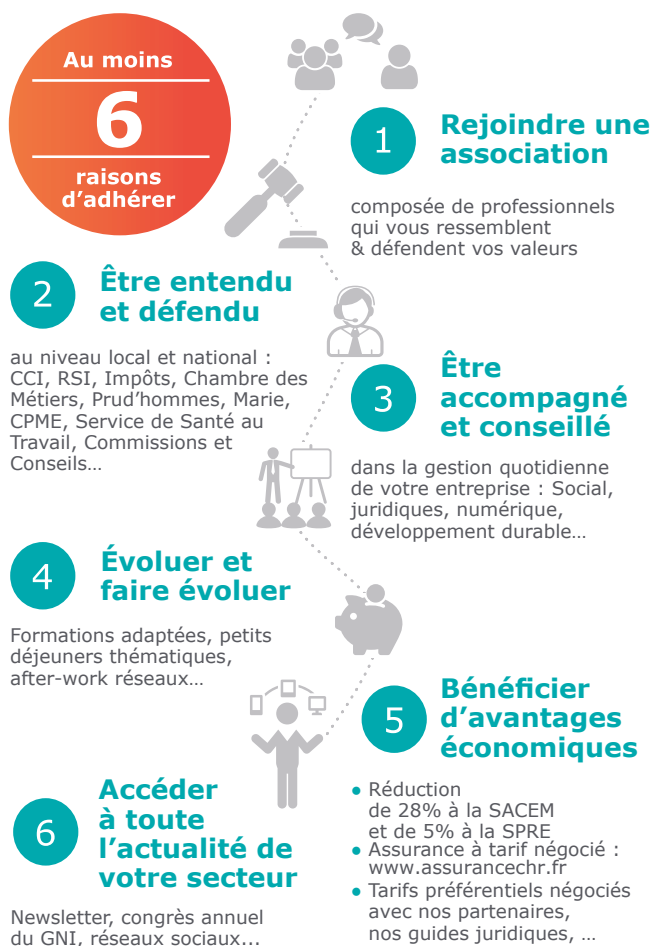 Au moins
6
raisons
d'adhérer
1
Rejoindre une
association
composée de professionnels
qui vous ressemblent
& défendent vos valeurs
2
Être entendu
et défendu
au niveau local et national :
CCI, RSI, Impôts, Chambre des
Métiers, Prud'hommes, Marie,
CPME, Service de Santé au
Travail, Commissions et
Conseils…
3
Être
accompagné
et conseillé
dans la gestion quotidienne
de votre entreprise : Social,
juridiques, numérique,
développement durable…
4
Évoluer et
faire évoluer
Formations adaptées, petits
déjeuners thématiques,
after-work réseaux…
5
Bénéficier
d'avantages
économiques
• Réduction
de 28% à la SACEM
et de 5% à la SPRE
• Assurance à tarif négocié :
www.assurancechr.fr
• Tarifs préférentiels négociés
avec nos partenaires,
nos guides juridiques, …
6
Accéder
à toute
l'actualité de
votre secteur
Newsletter, congrès annuel
du GNI, réseaux sociaux...